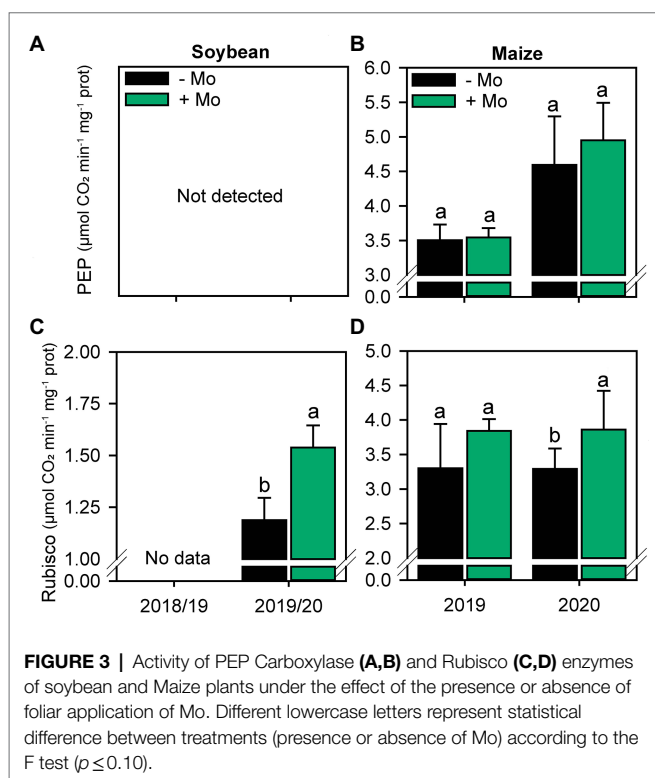 A
Soybean
- Mo
+ Mo
Not detected
PEP (µmol CO₂ min⁻¹ mg⁻¹ prot)
B
Maize
- Mo
+ Mo
6.0
5.5
5.0
4.5
4.0
3.5
3.0
0.0
a
a
a
a
C
Rubisco (µmol CO₂ min⁻¹ mg⁻¹ prot)
2.00
1.75
1.50
1.25
1.00
0.00
No data
b
a
2018/19 2019/20
D
5.0
4.5
4.0
3.5
3.0
2.0
0.0
a
a
b
a
2019 2020
FIGURE 3 | Activity of PEP Carboxylase (A,B) and Rubisco (C,D) enzymes
of soybean and Maize plants under the effect of the presence or absence of
foliar application of Mo. Different lowercase letters represent statistical
difference between treatments (presence or absence of Mo) according to the
F test (p ≤ 0.10).